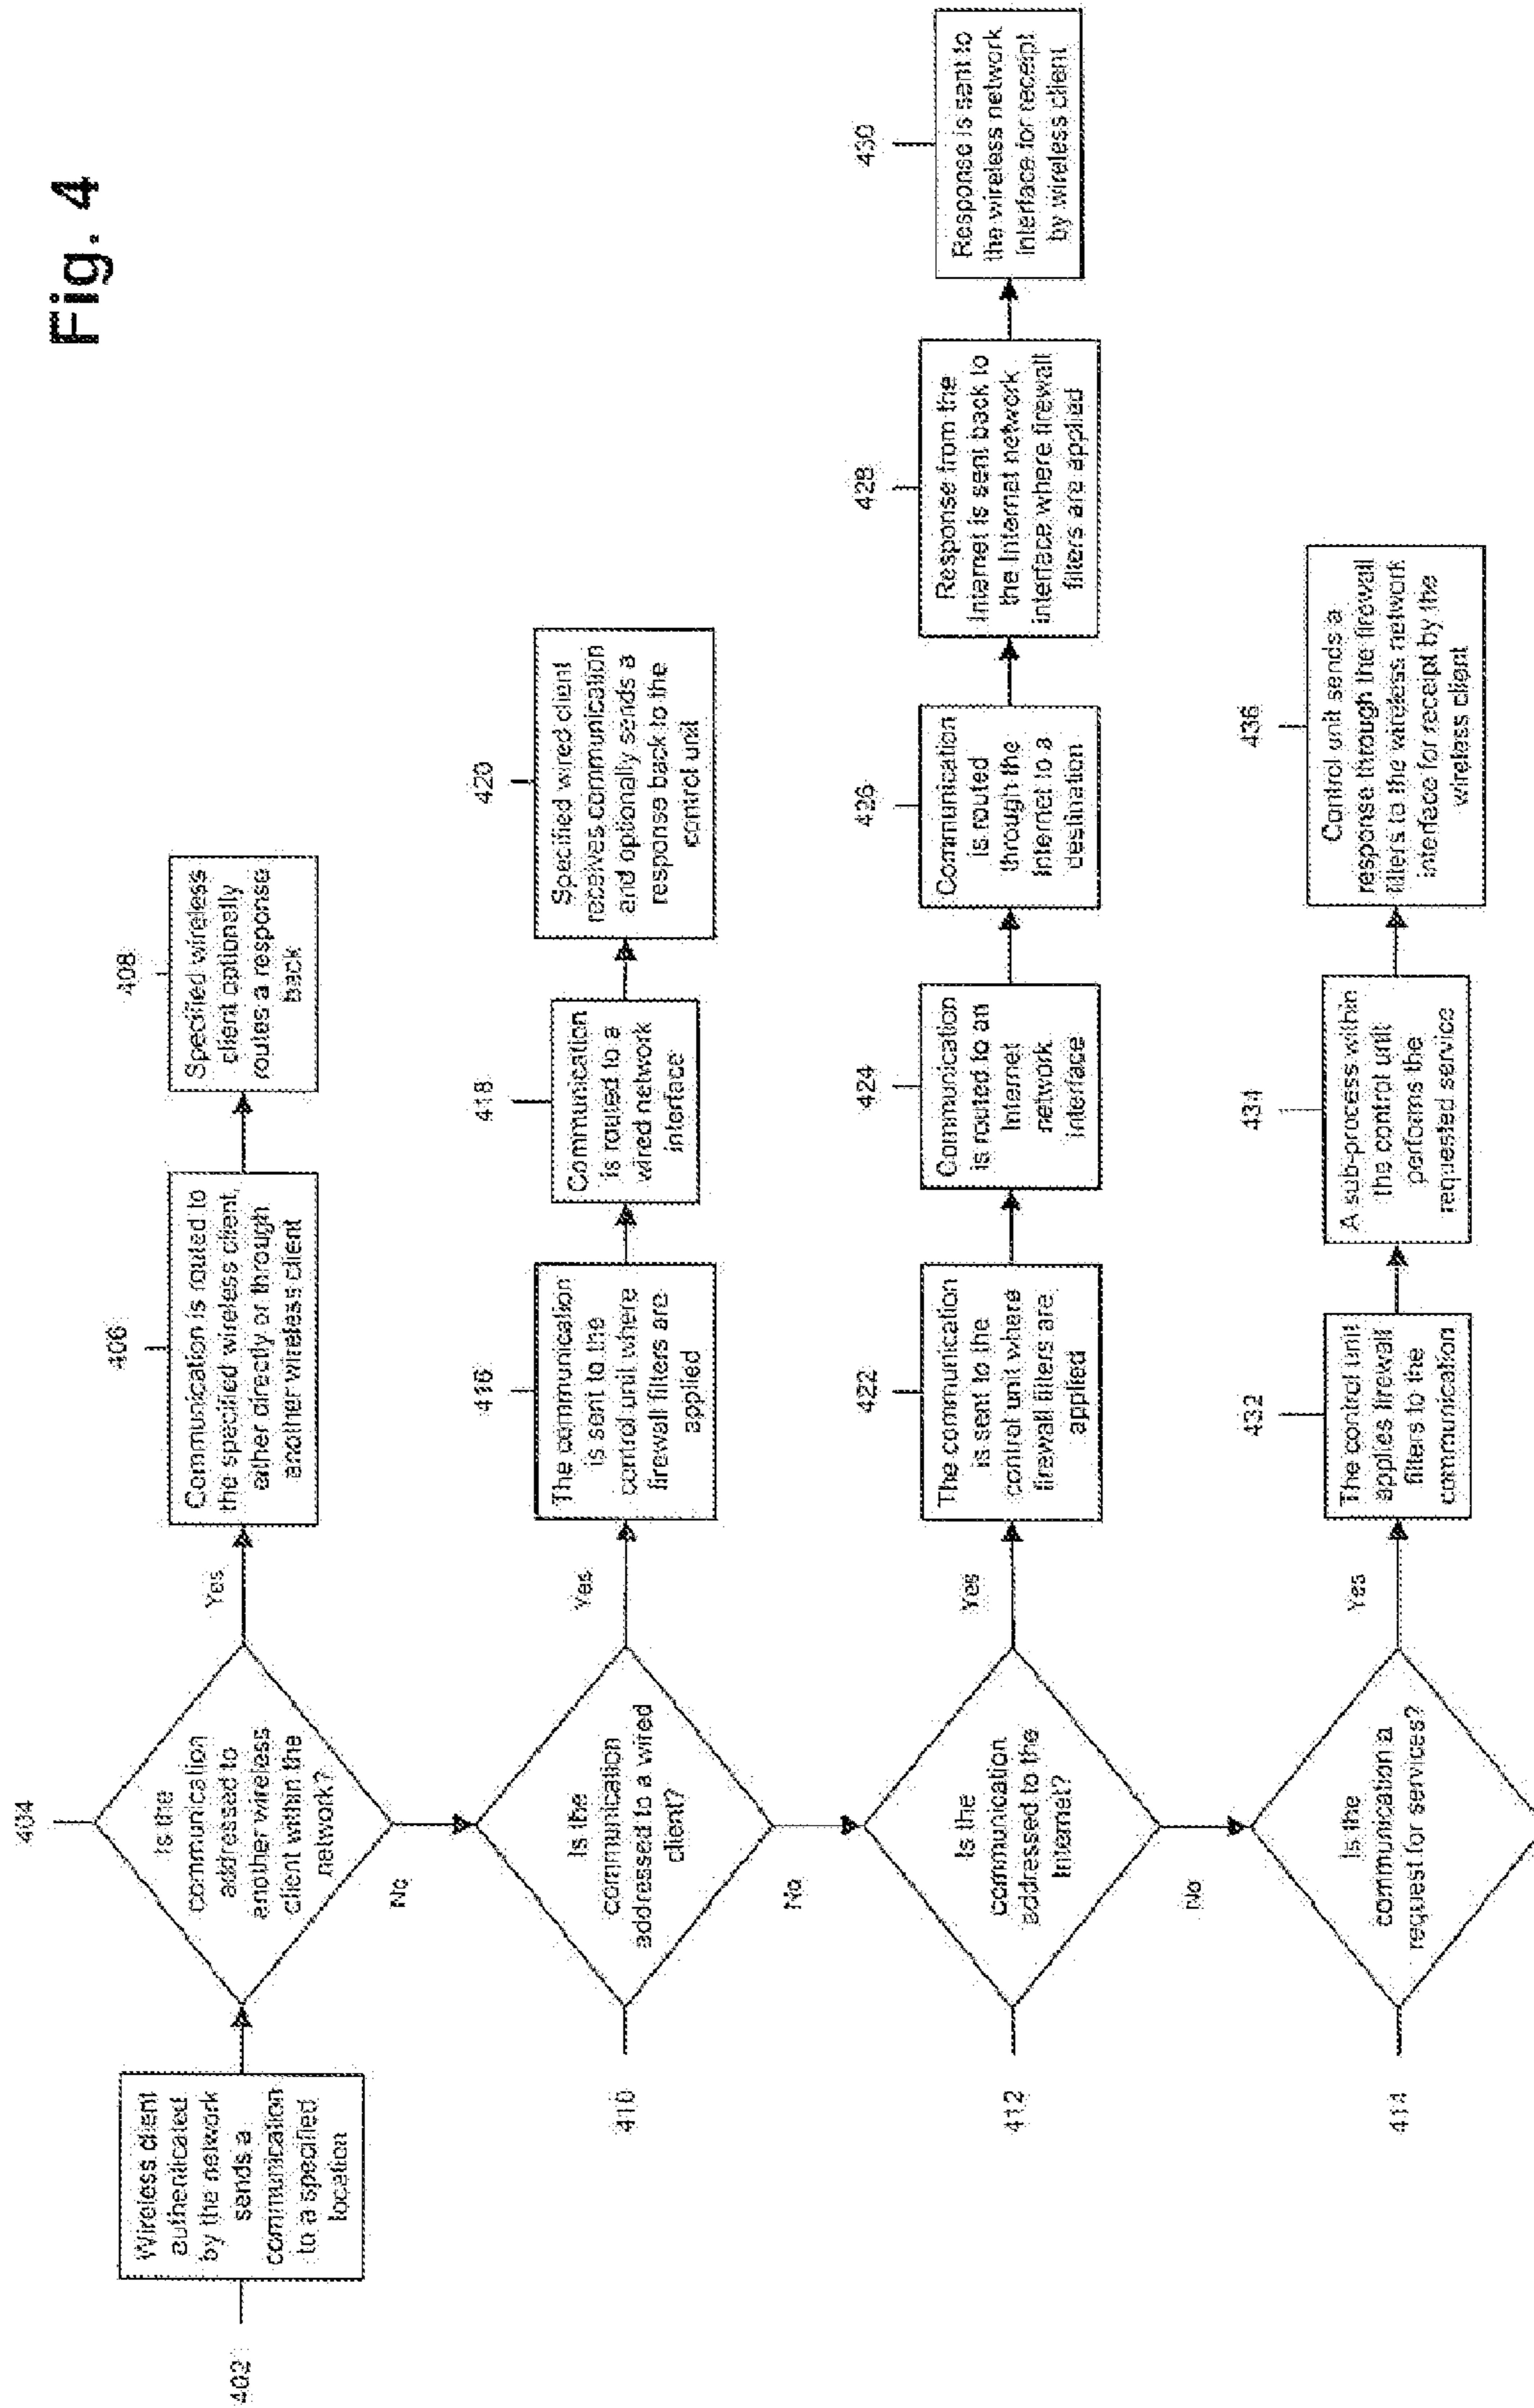 Fig. 4
402
Wireless client
authenticated
by the network
sends a
communication
to a specified
location
404
Is the
communication
addressed to
another wireless
client within the
network?
Yes
No
406
Communication is routed to
the specified wireless client,
either directly or through
another wireless client
408
Specified wireless
client optionally
routes a response
back
410
Is the
communication
addressed to a wired
client?
Yes
No
416
The communication
is sent to the
control unit where
firewall filters are
applied
418
Communication
is routed to a
wired network
interface
420
Specified wired client
receives communication
and optionally sends a
response back to the
control unit
412
Is the
communication
addressed to the
Internet?
Yes
No
422
The communication
is sent to the
control unit where
firewall filters are
applied
424
Communication
is routed to an
Internet
network
interface
426
Communication
is routed
through the
Internet to a
destination
428
Response from the
Internet is sent back to
the Internet network
interface where firewall
filters are applied
430
Response is sent to
the wireless network
interface for receipt
by wireless client
414
Is the
communication a
request for services?
Yes
432
The control unit
applies firewall
filters to the
communication
434
A sub-process within
the control unit
performs the
requested service
436
Control unit sends a
response through the firewall
filters to the wireless network
interface for receipt by the
wireless client